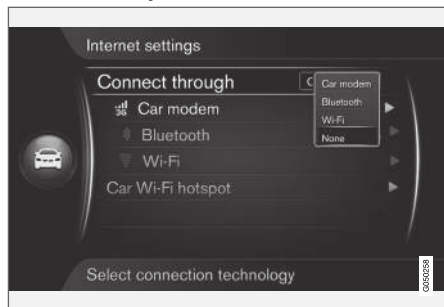 Internet settings
Connect through
Car modem
Bluetooth
Wi-Fi
None
3G Car modem
Bluetooth
Wi-Fi
Car Wi-Fi hotspot
Select connection technology
G050258